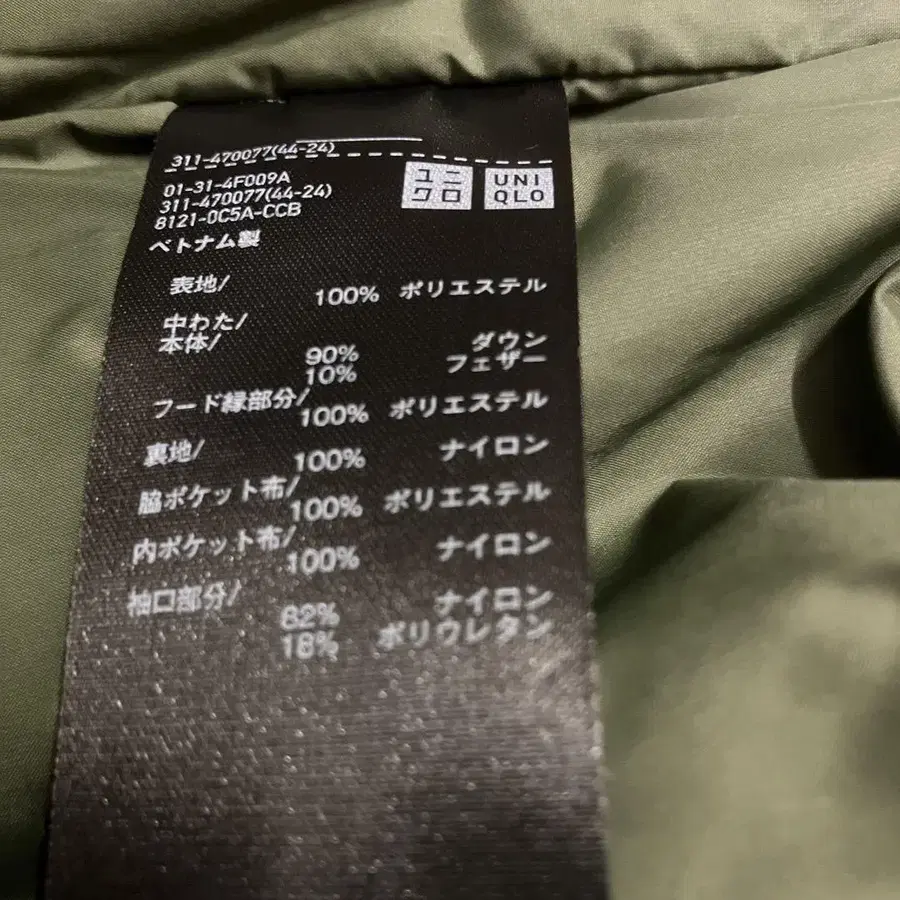 311-470077(44-24)
ユニ
クロ
UNI
QLO
01-31-4F009A
311-470077(44-24)
8121-0C5A-CCB
ベトナム製
表地/
100% ポリエステル
中わた/
本体/
90% ダウン
10% フェザー
フード縁部分/
100% ポリエステル
裏地/
100% ナイロン
脇ポケット布/
100% ポリエステル
内ポケット布/
100% ナイロン
袖口部分/
82% ナイロン
18% ポリウレタン